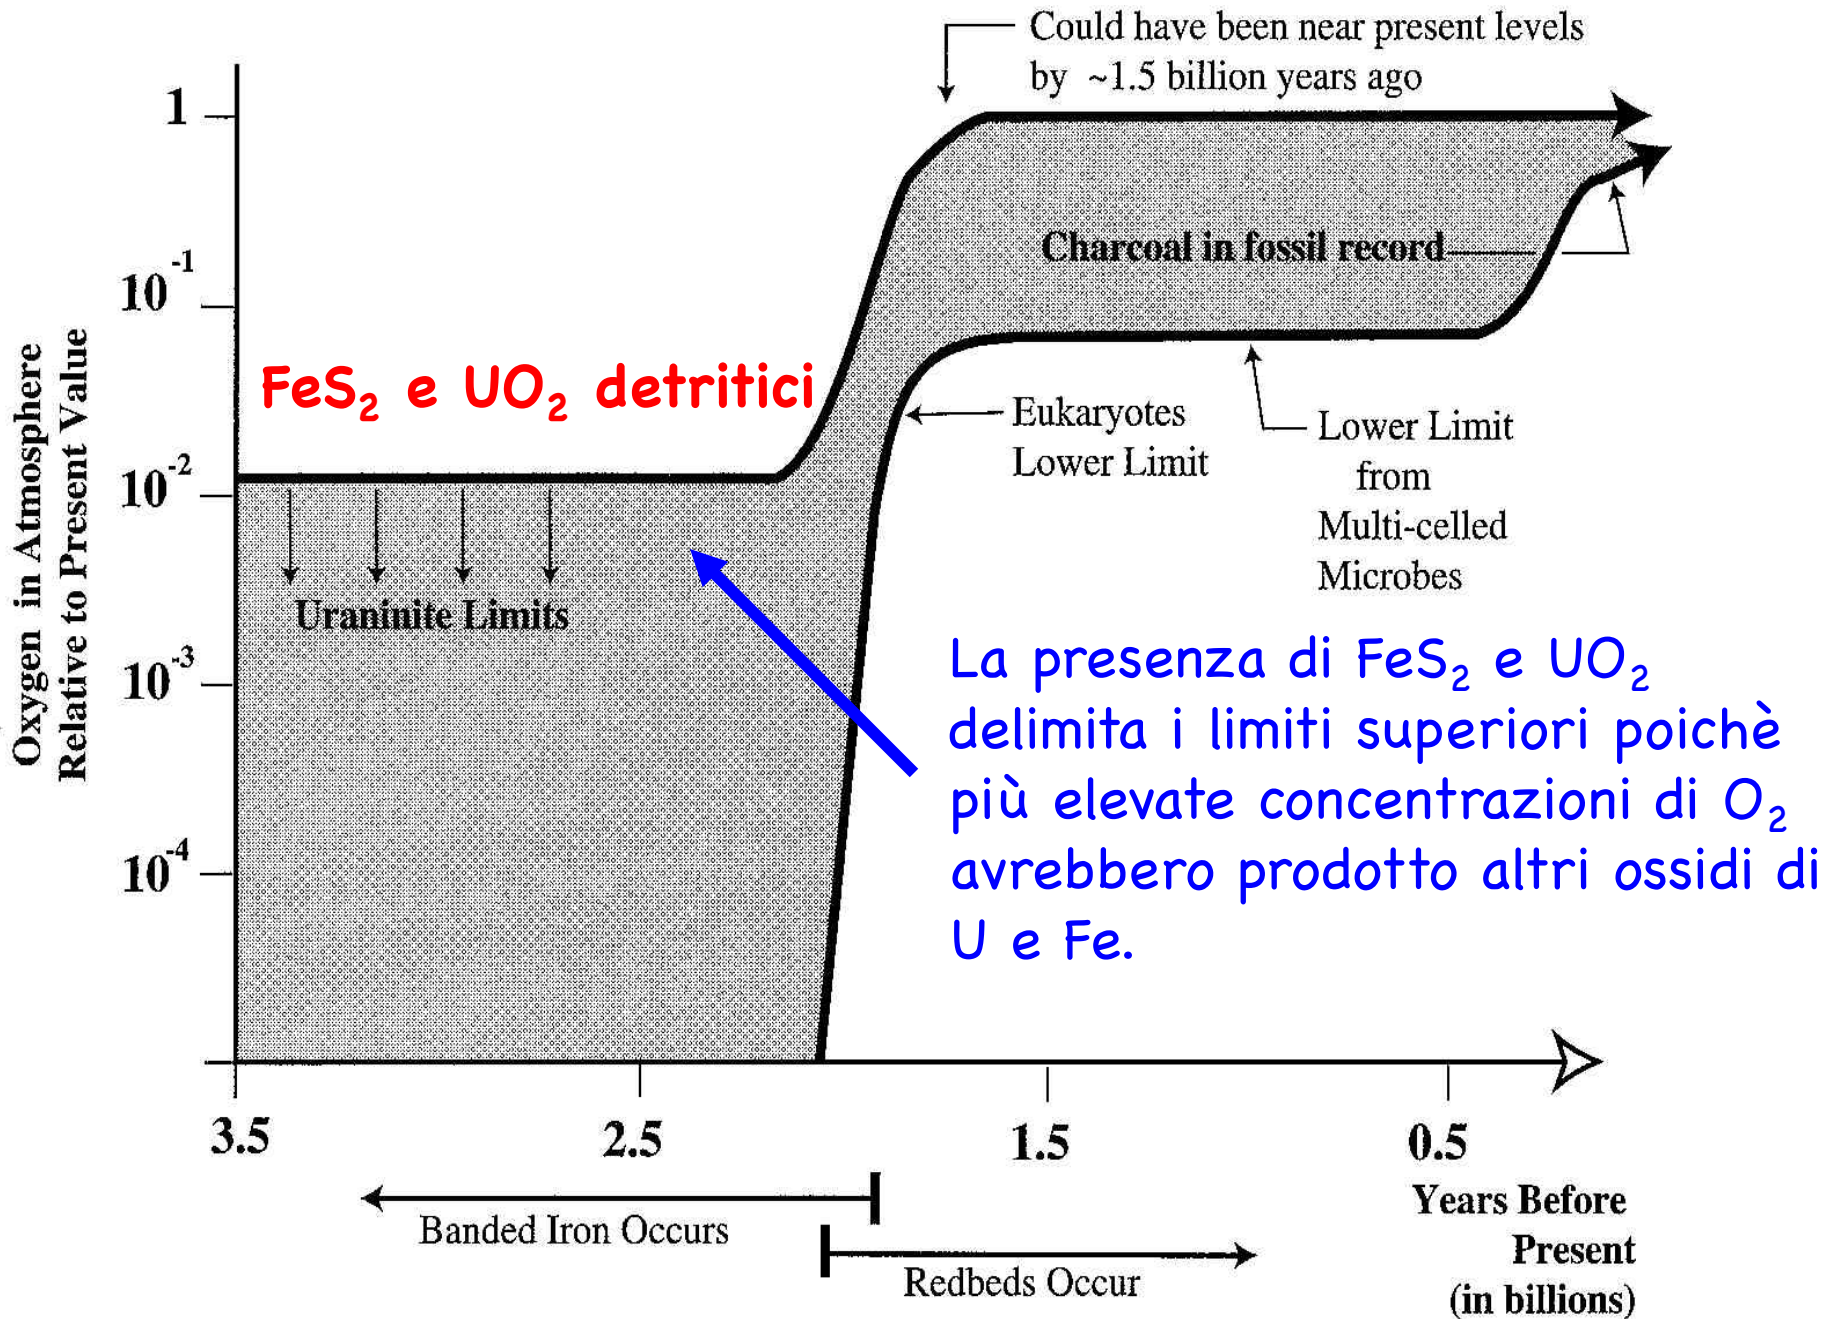 Could have been near present levels
by ~1.5 billion years ago
1
10⁻¹
10⁻²
10⁻³
10⁻⁴
Oxygen in Atmosphere
Relative to Present Value
Charcoal in fossil record
FeS₂ e UO₂ detritici
Eukaryotes
Lower Limit
Lower Limit
from
Multi-celled
Microbes
Uraninite Limits
La presenza di FeS₂ e UO₂
delimita i limiti superiori poichè
più elevate concentrazioni di O₂
avrebbero prodotto altri ossidi di
U e Fe.
3.5
2.5
1.5
0.5
Years Before
Present
(in billions)
Banded Iron Occurs
Redbeds Occur